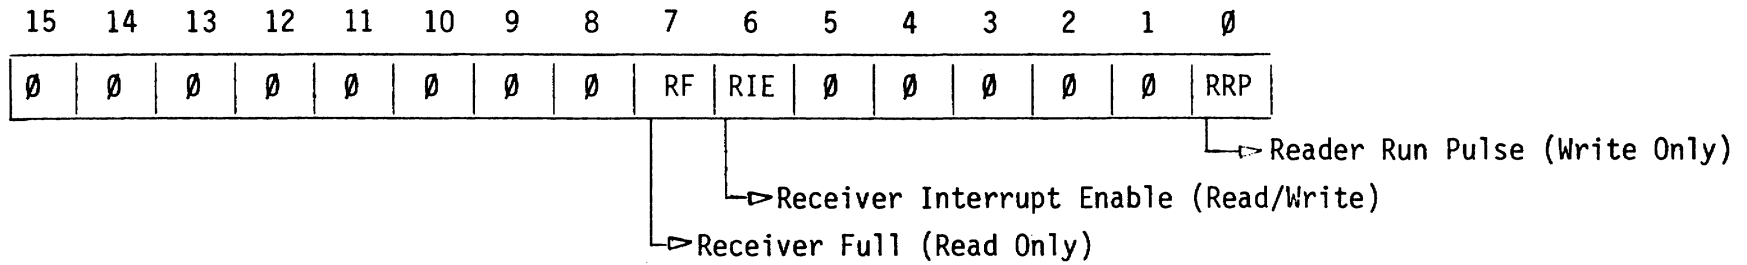 15 14 13 12 11 10 9 8 7 6 5 4 3 2 1 Ø
Ø Ø Ø Ø Ø Ø Ø Ø RF RIE Ø Ø Ø Ø Ø RRP
Reader Run Pulse (Write Only)
Receiver Interrupt Enable (Read/Write)
Receiver Full (Read Only)